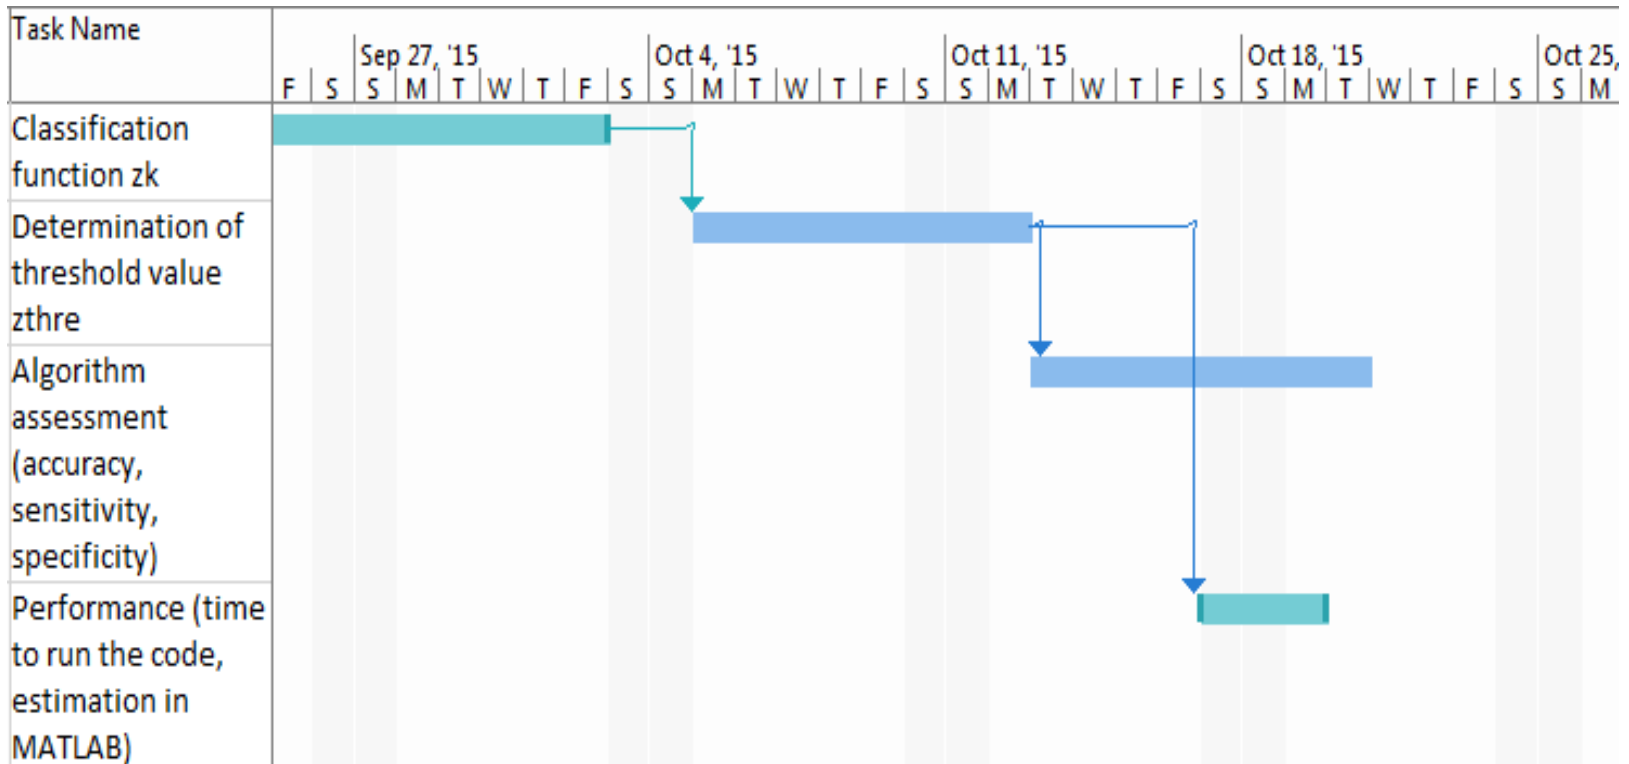 Task Name
Sep 27, '15 Oct 4, '15 Oct 11, '15 Oct 18, '15 Oct 25,
F S S M T W T F S S M T W T F S S M T W T F S S M T W T F S S M
Classification
function zk
Determination of
threshold value
zthre
Algorithm
assessment
(accuracy,
sensitivity,
specificity)
Performance (time
to run the code,
estimation in
MATLAB)